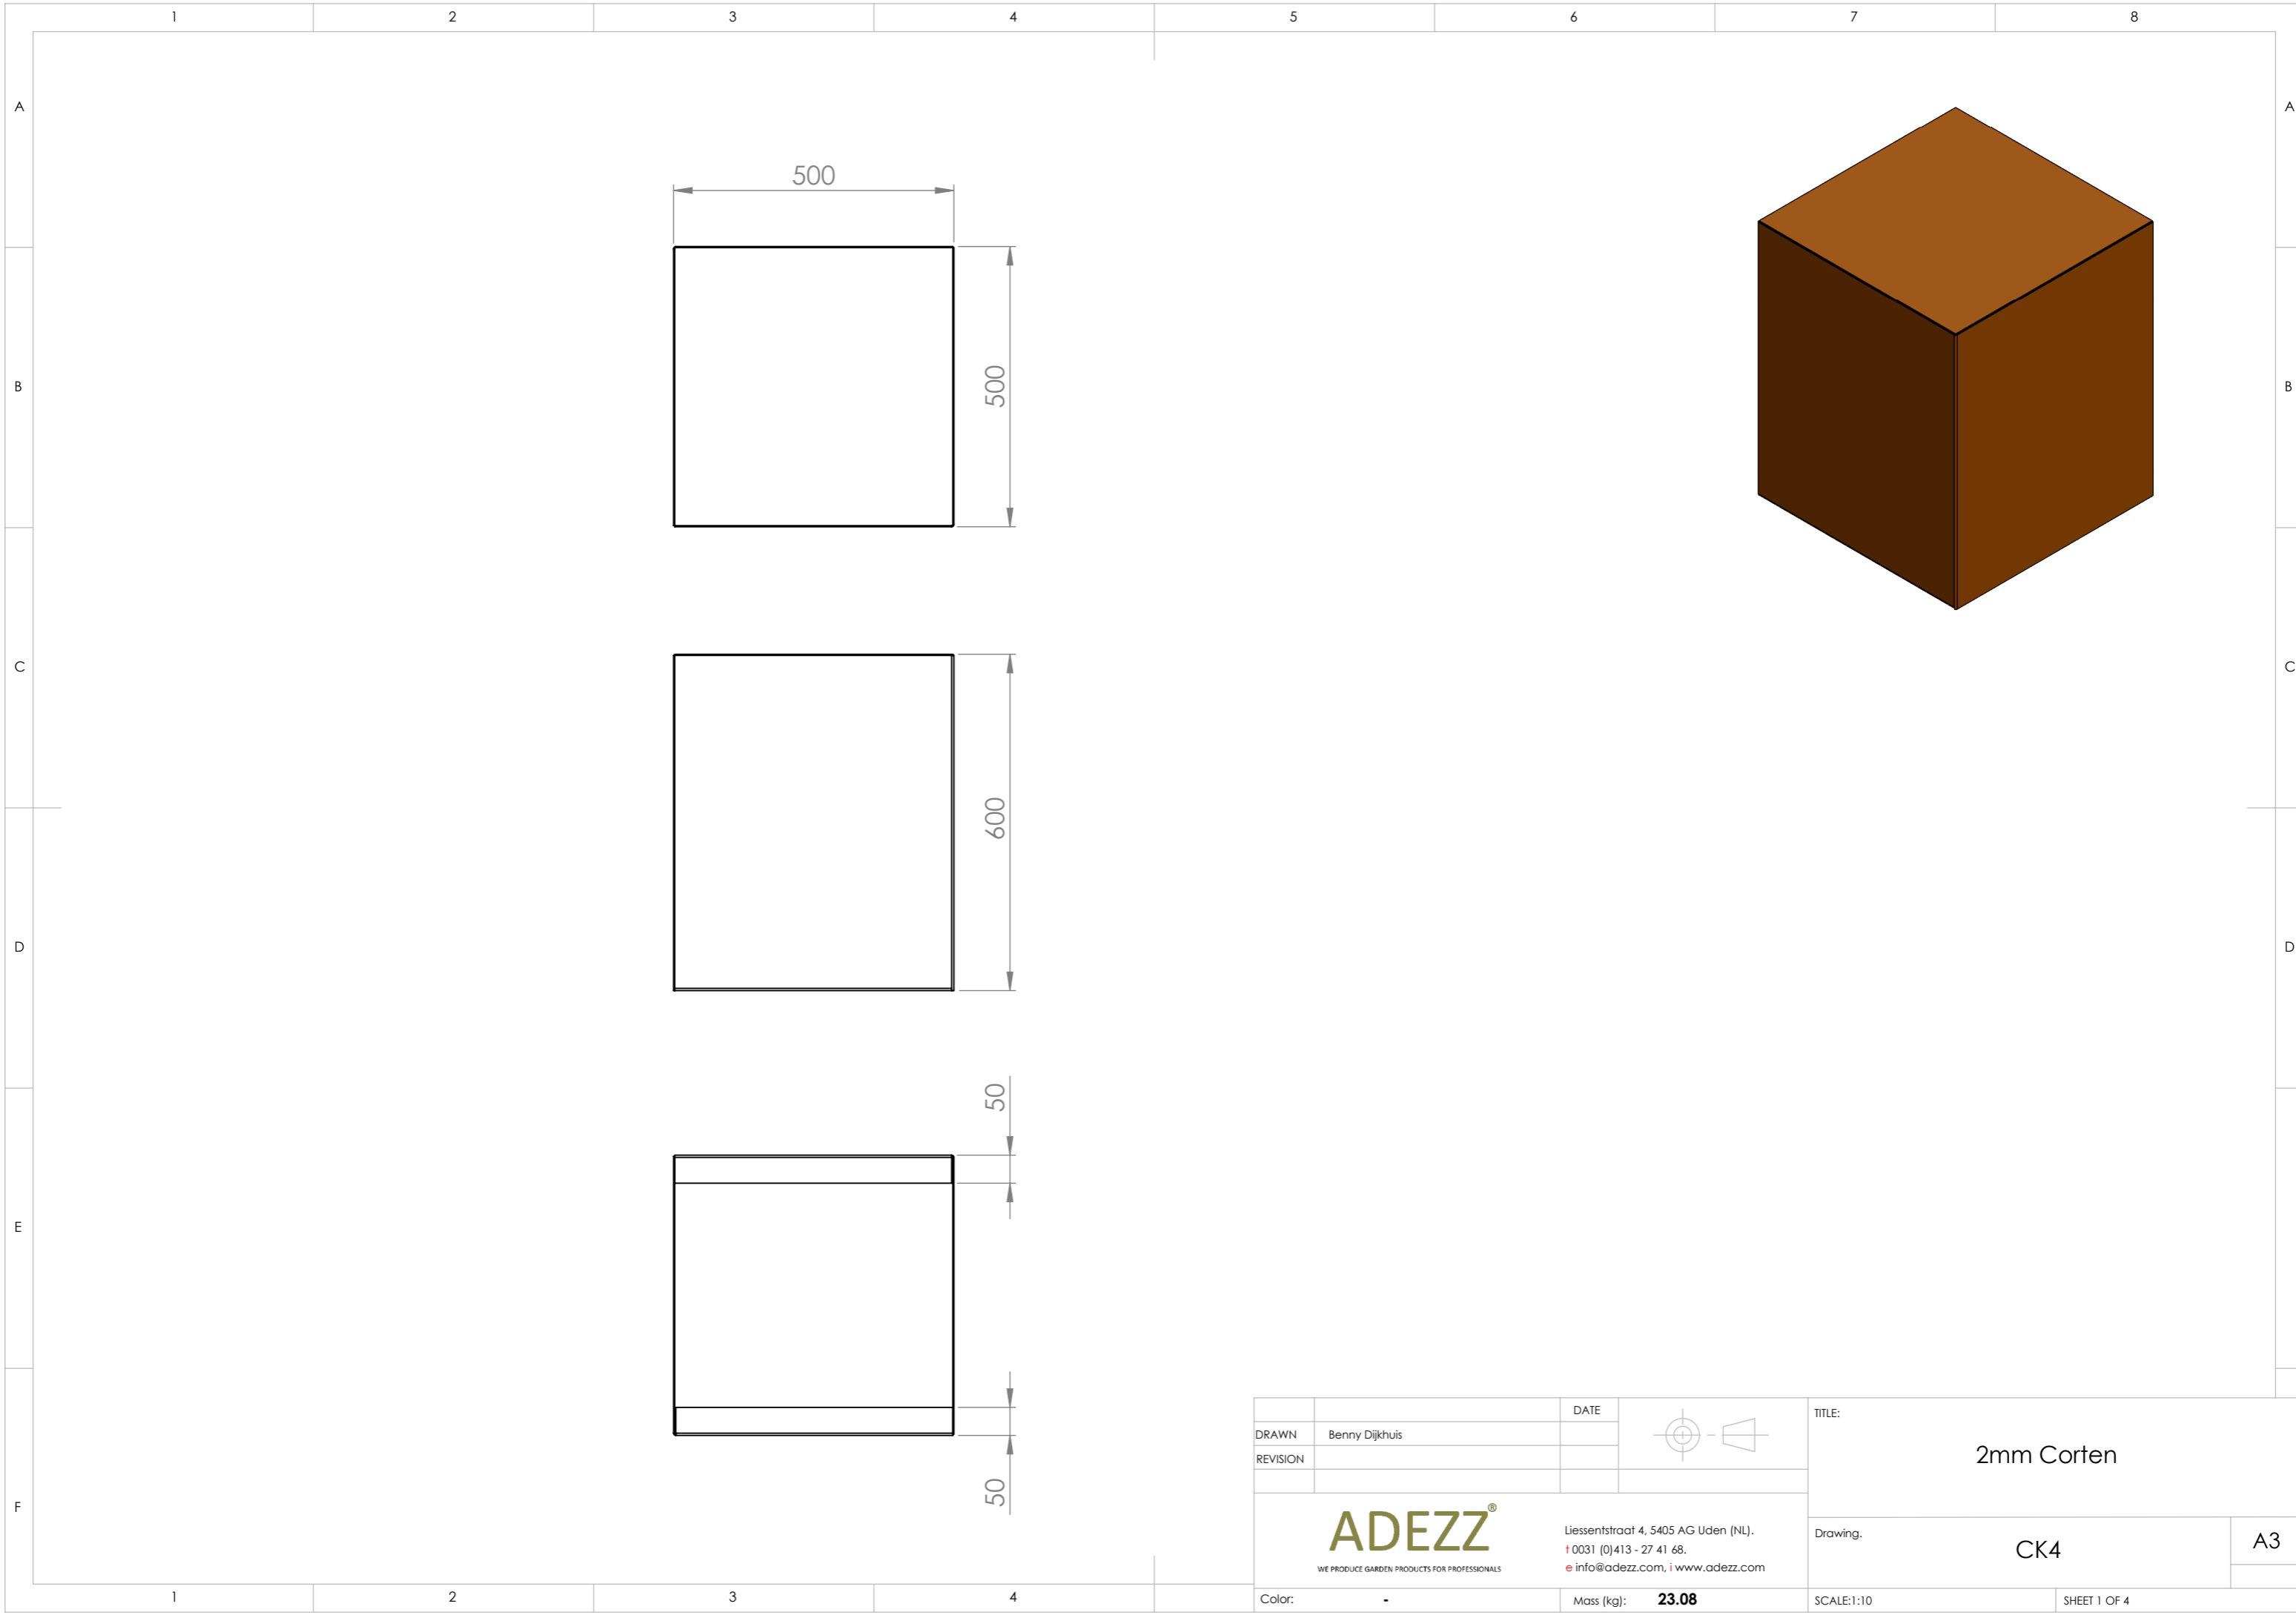 1 2 3 4 5 6 7 8
A A
500
B 500 B
C C
600
D D
50
E
F
50
DATE
DRAWN Benny Dijkhuis
REVISION
TITLE:
2mm Corten
ADEZZ®
WE PRODUCE GARDEN PRODUCTS FOR PROFESSIONALS
Liessentstraat 4, 5405 AG Uden (NL).
t 0031 (0)413 - 27 41 68.
e info@adezz.com, i www.adezz.com
Drawing.
CK4
A3
1 2 3 4
Color: -
Mass (kg): 23.08
SCALE:1:10
SHEET 1 OF 4